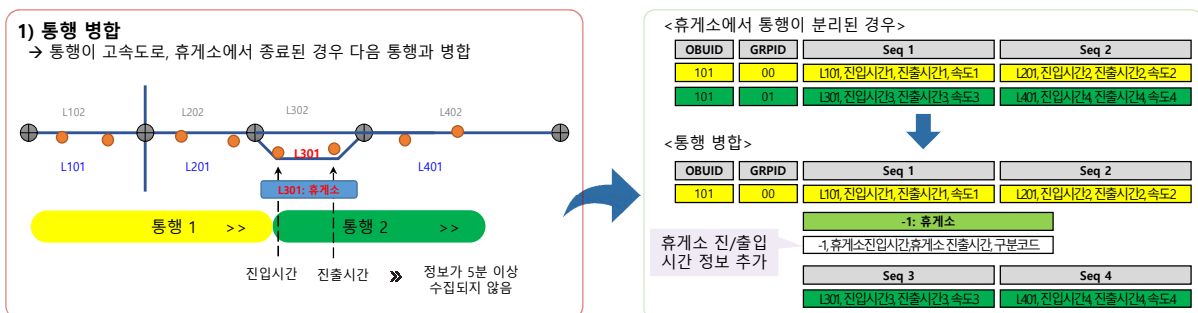 1) 통행 병합
→ 통행이 고속도로, 휴게소에서 종료된 경우 다음 통행과 병합
L102
L202
L302
L402
L101
L201
L301
L401
L301: 휴게소
통행 1 >>
통행 2 >>
진입시간
진출시간
»
정보가 5분 이상
수집되지 않음
<휴게소에서 통행이 분리된 경우>
OBUID GRPID Seq 1 Seq 2
101 00 L101, 진입시간1, 진출시간1, 속도1 L201, 진입시간2, 진출시간2, 속도2
101 01 L301, 진입시간3, 진출시간3, 속도3 L401, 진입시간4, 진출시간4, 속도4
<통행 병합>
OBUID GRPID Seq 1 Seq 2
101 00 L101, 진입시간1, 진출시간1, 속도1 L201, 진입시간2, 진출시간2, 속도2
-1: 휴게소
휴게소 진/출입
시간 정보 추가
-1, 휴게소진입시간,휴게소 진출시간, 구분코드
Seq 3 Seq 4
L301, 진입시간3, 진출시간3, 속도3 L401, 진입시간4, 진출시간4, 속도4